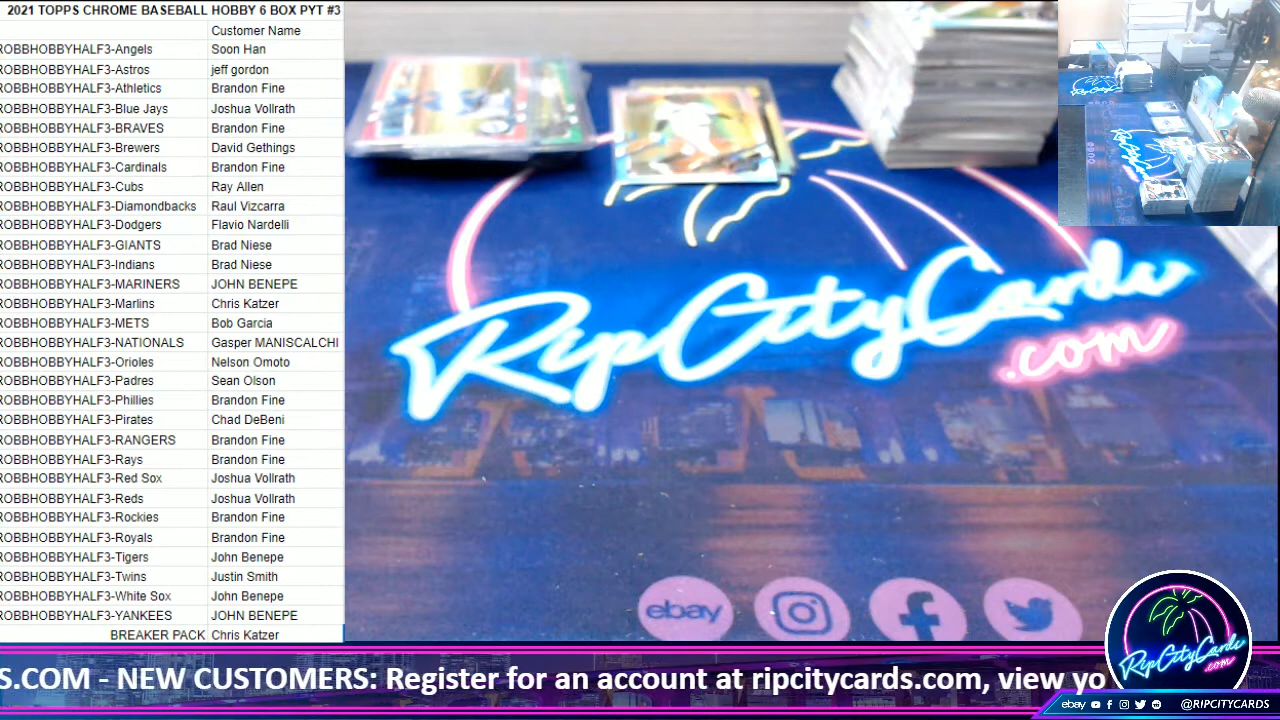 2021 TOPPS CHROME BASEBALL HOBBY 6 BOX PYT #3
Customer Name
ROBBHOBBYHALF3-Angels Soon Han
ROBBHOBBYHALF3-Astros jeff gordon
ROBBHOBBYHALF3-Athletics Brandon Fine
ROBBHOBBYHALF3-Blue Jays Joshua Vollrath
ROBBHOBBYHALF3-BRAVES Brandon Fine
ROBBHOBBYHALF3-Brewers David Gethings
ROBBHOBBYHALF3-Cardinals Brandon Fine
ROBBHOBBYHALF3-Cubs Ray Allen
ROBBHOBBYHALF3-Diamondbacks Raul Vizcarra
ROBBHOBBYHALF3-Dodgers Flavio Nardelli
ROBBHOBBYHALF3-GIANTS Brad Niese
ROBBHOBBYHALF3-Indians Brad Niese
ROBBHOBBYHALF3-MARINERS JOHN BENEPE
ROBBHOBBYHALF3-Marlins Chris Katzer
ROBBHOBBYHALF3-METS Bob Garcia
ROBBHOBBYHALF3-NATIONALS Gasper MANISCALCHI
ROBBHOBBYHALF3-Orioles Nelson Omoto
ROBBHOBBYHALF3-Padres Sean Olson
ROBBHOBBYHALF3-Phillies Brandon Fine
ROBBHOBBYHALF3-Pirates Chad DeBeni
ROBBHOBBYHALF3-RANGERS Brandon Fine
ROBBHOBBYHALF3-Rays Brandon Fine
ROBBHOBBYHALF3-Red Sox Joshua Vollrath
ROBBHOBBYHALF3-Reds Joshua Vollrath
ROBBHOBBYHALF3-Rockies Brandon Fine
ROBBHOBBYHALF3-Royals Brandon Fine
ROBBHOBBYHALF3-Tigers John Benepe
ROBBHOBBYHALF3-Twins Justin Smith
ROBBHOBBYHALF3-White Sox John Benepe
ROBBHOBBYHALF3-YANKEES JOHN BENEPE
BREAKER PACK Chris Katzer
RipCityCards
.com
ebay
S.COM - NEW CUSTOMERS: Register for an account at ripcitycards.com, view yo
RipCityCards
.com
ebay @RIPCITYCARDS